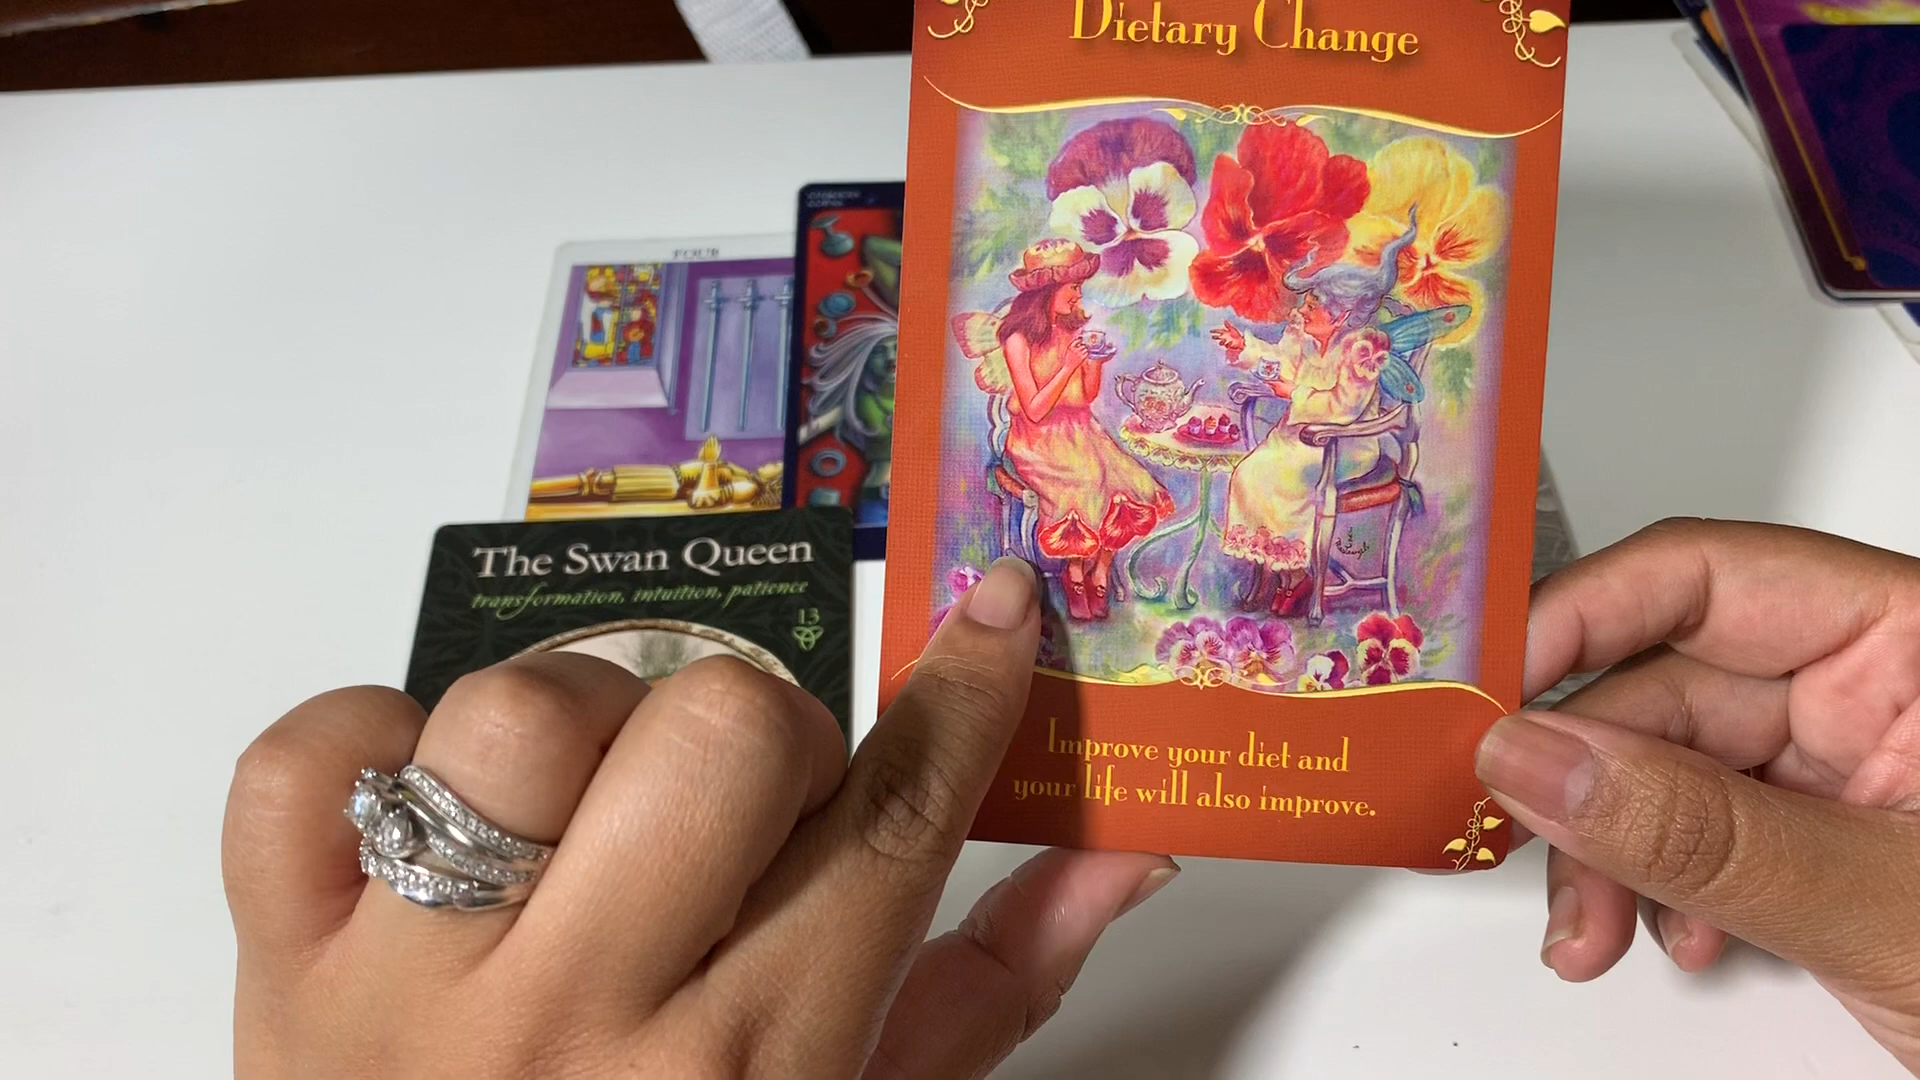 Dietary Change
FOUR
The Swan Queen
transformation, intuition, patience
13
Improve your diet and
your life will also improve.